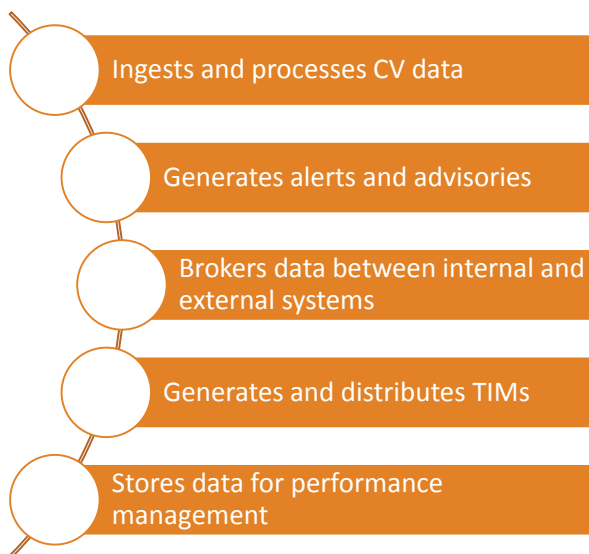 Ingests and processes CV data
Generates alerts and advisories
Brokers data between internal and
external systems
Generates and distributes TIMs
Stores data for performance
management